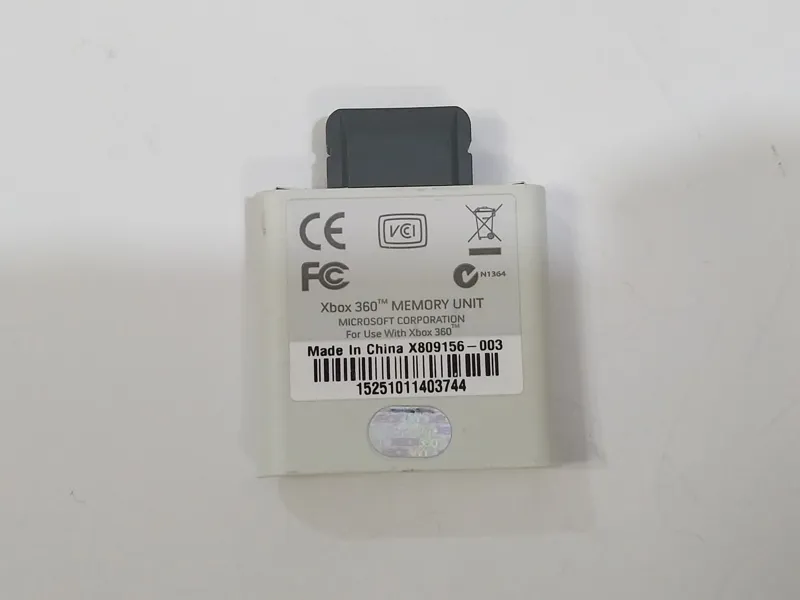 CE VCI
FC N1364
Xbox 360™ MEMORY UNIT
MICROSOFT CORPORATION
For Use With Xbox 360™
Made In China X809156-003
15251011403744